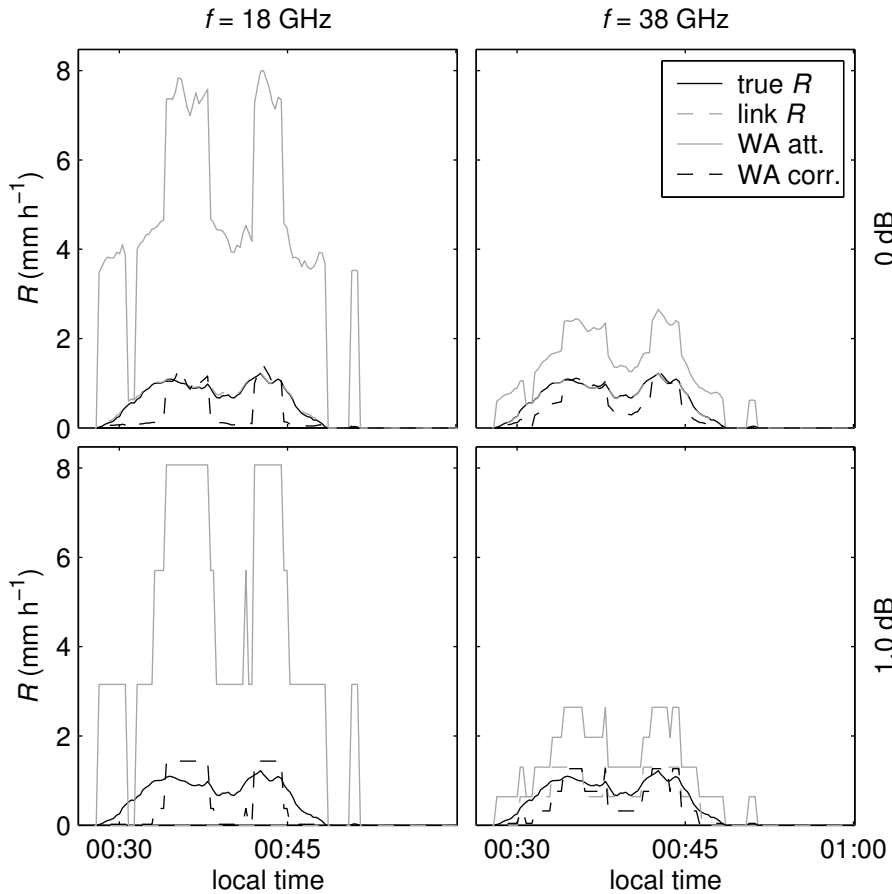 f = 18 GHz
f = 38 GHz
8
6
4
2
0
R (mm h−1)
true R
link R
WA att.
WA corr.
0 dB
8
6
4
2
0
R (mm h−1)
1.0 dB
00:30
00:45
00:30
00:45
01:00
local time
local time